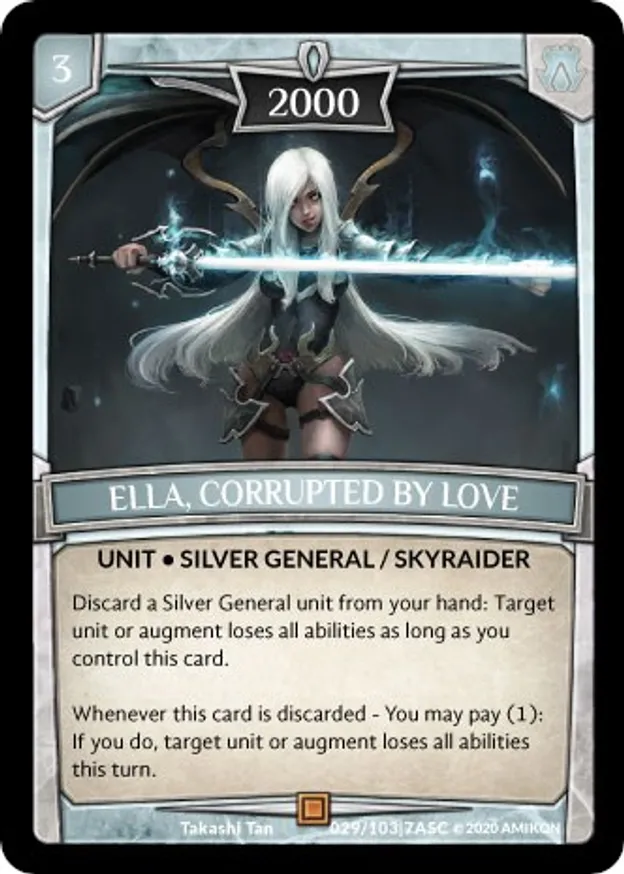 3
2000
ELLA, CORRUPTED BY LOVE
UNIT • SILVER GENERAL / SKYRAIDER
Discard a Silver General unit from your hand: Target
unit or augment loses all abilities as long as you
control this card.
Whenever this card is discarded - You may pay (1):
If you do, target unit or augment loses all abilities
this turn.
Takashi Tan 029/103|7ASC © 2020 AMIKON